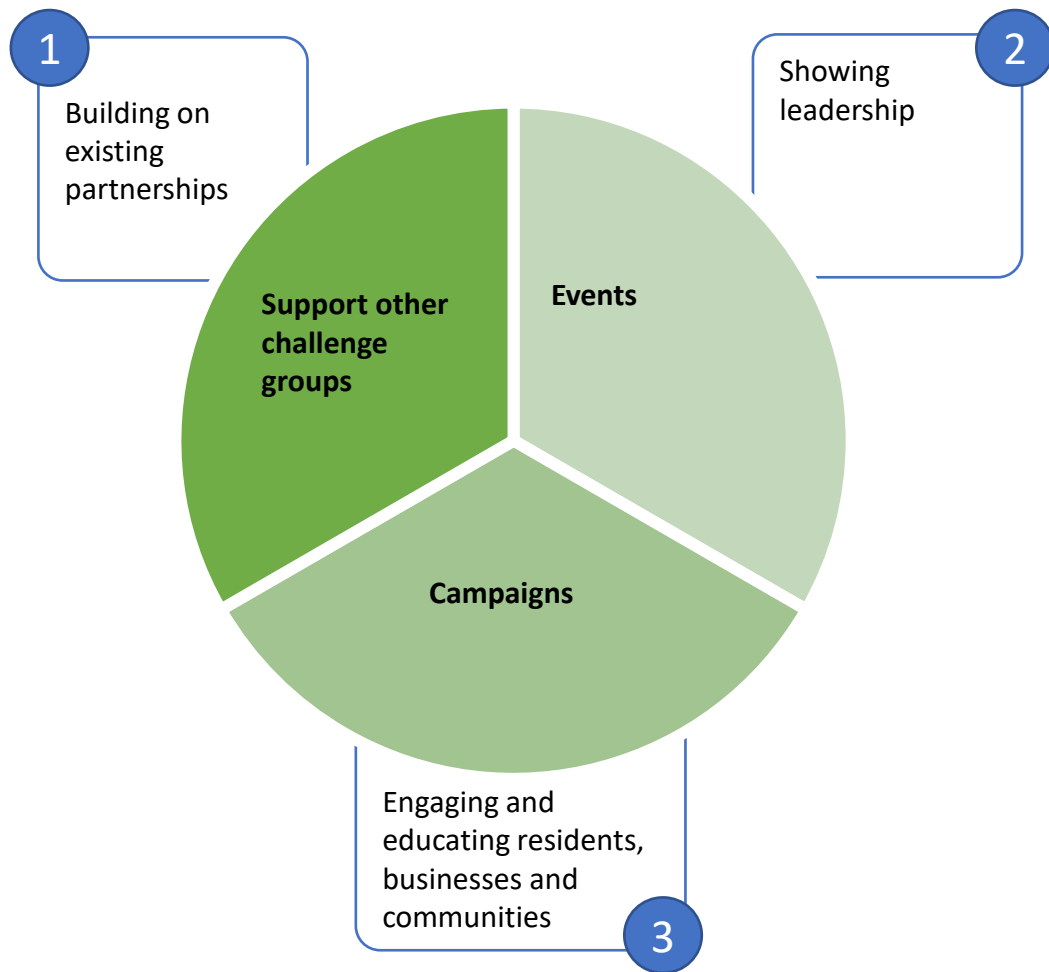 1
Building on
existing
partnerships
2
Showing
leadership
Support other
challenge
groups
Events
Campaigns
Engaging and
educating residents,
businesses and
communities
3